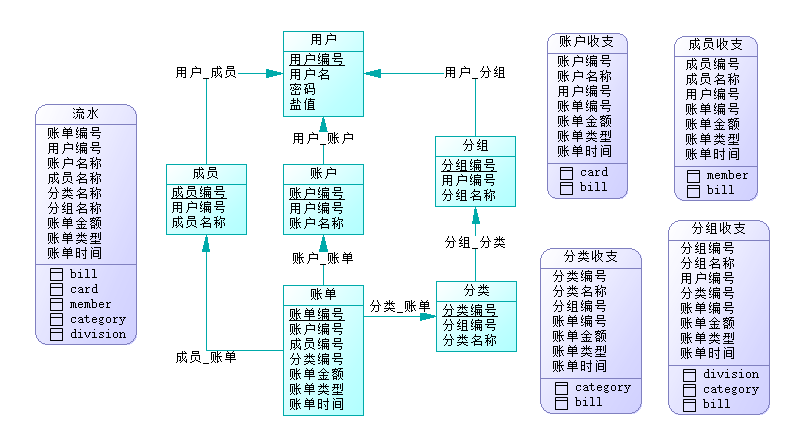 流水
账单编号
用户编号
账户名称
成员名称
分类名称
分组名称
账单金额
账单类型
账单时间
bill
card
member
category
division
用户
用户编号
用户名
密码
盐值
用户_成员
用户_分组
用户_账户
成员
成员编号
用户编号
成员名称
账户
账户编号
用户编号
账户名称
分组
分组编号
用户编号
分组名称
账户_账单
分组_分类
账单
账单编号
账户编号
成员编号
分类编号
账单金额
账单类型
账单时间
分类_账单
成员_账单
分类
分类编号
分组编号
分类名称
账户收支
账户编号
账户名称
用户编号
账单编号
账单金额
账单类型
账单时间
card
bill
成员收支
成员编号
成员名称
用户编号
账单编号
账单金额
账单类型
账单时间
member
bill
分类收支
分类编号
分类名称
分组编号
账单编号
账单金额
账单类型
账单时间
category
bill
分组收支
分组编号
分组名称
用户编号
分类编号
账单编号
账单金额
账单类型
账单时间
division
category
bill